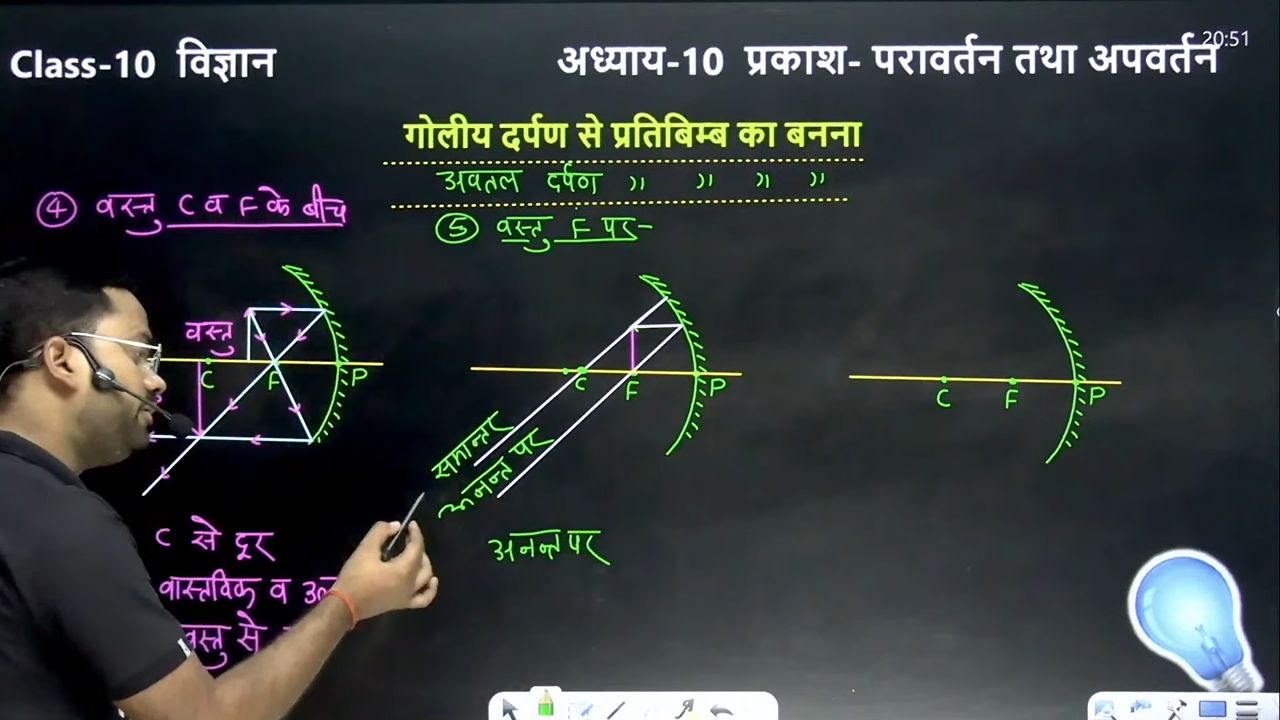 20:51
Class-10 विज्ञान
अध्याय-10 प्रकाश- परावर्तन तथा अपवर्तन
गोलीय दर्पण से प्रतिबिम्ब का बनना
अवतल दर्पण " " " "
④ वस्तु C व F के बीच
⑤ वस्तु F पर-
वस्तु
C F P
C F P
C F P
समान्तर
अनन्त पर
C से दूर
अनन्त पर
वास्तविक व
वस्तु से